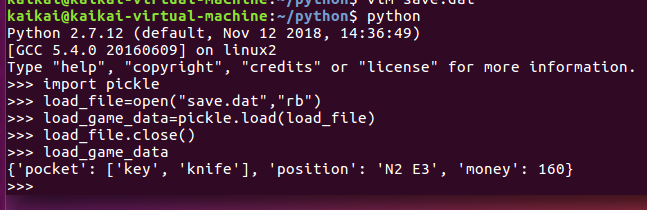 kaikai@kaikai-virtual-machine:~/python$ vim save.dat
kaikai@kaikai-virtual-machine:~/python$ python
Python 2.7.12 (default, Nov 12 2018, 14:36:49)
[GCC 5.4.0 20160609] on linux2
Type "help", "copyright", "credits" or "license" for more information.
>>> import pickle
>>> load_file=open("save.dat","rb")
>>> load_game_data=pickle.load(load_file)
>>> load_file.close()
>>> load_game_data
{'pocket': ['key', 'knife'], 'position': 'N2 E3', 'money': 160}
>>>